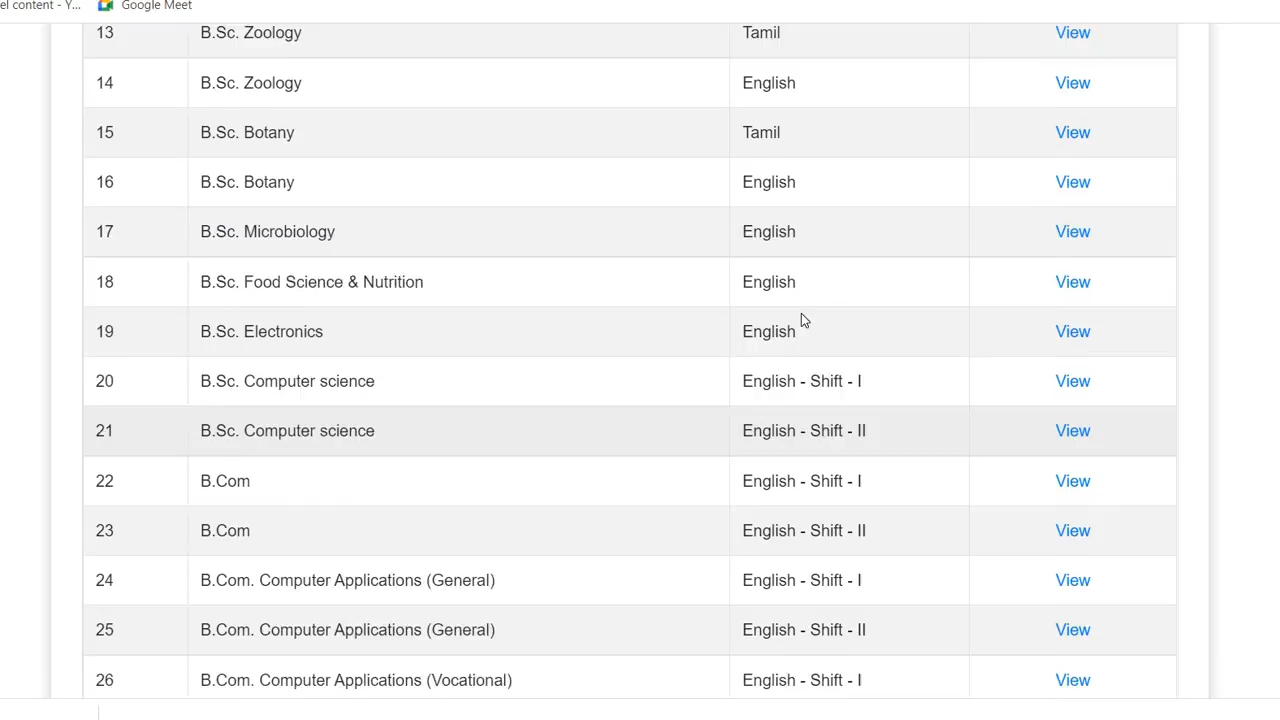 el content - Y... Google Meet
13 B.Sc. Zoology Tamil View
14 B.Sc. Zoology English View
15 B.Sc. Botany Tamil View
16 B.Sc. Botany English View
17 B.Sc. Microbiology English View
18 B.Sc. Food Science & Nutrition English View
19 B.Sc. Electronics English View
20 B.Sc. Computer science English - Shift - I View
21 B.Sc. Computer science English - Shift - II View
22 B.Com English - Shift - I View
23 B.Com English - Shift - II View
24 B.Com. Computer Applications (General) English - Shift - I View
25 B.Com. Computer Applications (General) English - Shift - II View
26 B.Com. Computer Applications (Vocational) English - Shift - I View